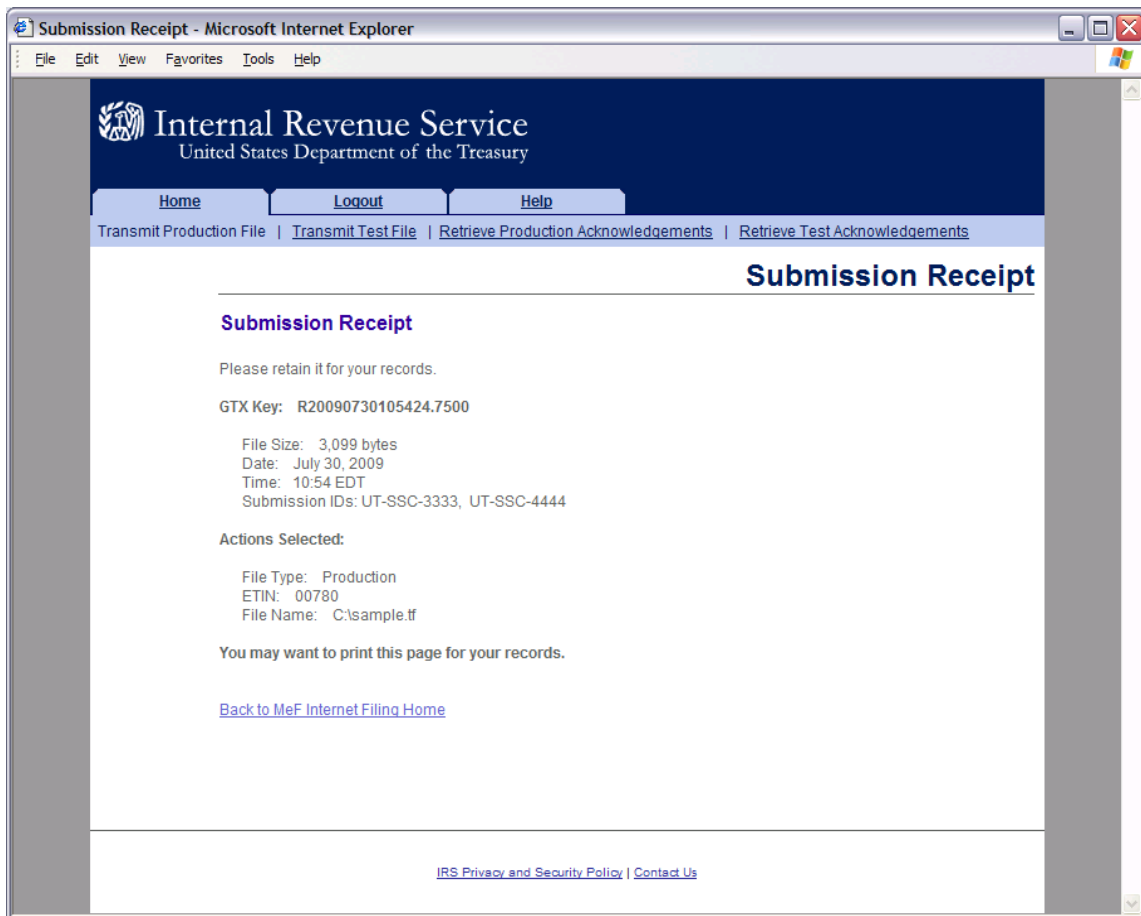 Submission Receipt - Microsoft Internet Explorer
File Edit View Favorites Tools Help
Internal Revenue Service
United States Department of the Treasury
Home Logout Help
Transmit Production File | Transmit Test File | Retrieve Production Acknowledgements | Retrieve Test Acknowledgements
Submission Receipt
Submission Receipt
Please retain it for your records.
GTX Key: R20090730105424.7500
File Size: 3,099 bytes
Date: July 30, 2009
Time: 10:54 EDT
Submission IDs: UT-SSC-3333, UT-SSC-4444
Actions Selected:
File Type: Production
ETIN: 00780
File Name: C:\sample.tf
You may want to print this page for your records.
Back to MeF Internet Filing Home
IRS Privacy and Security Policy | Contact Us